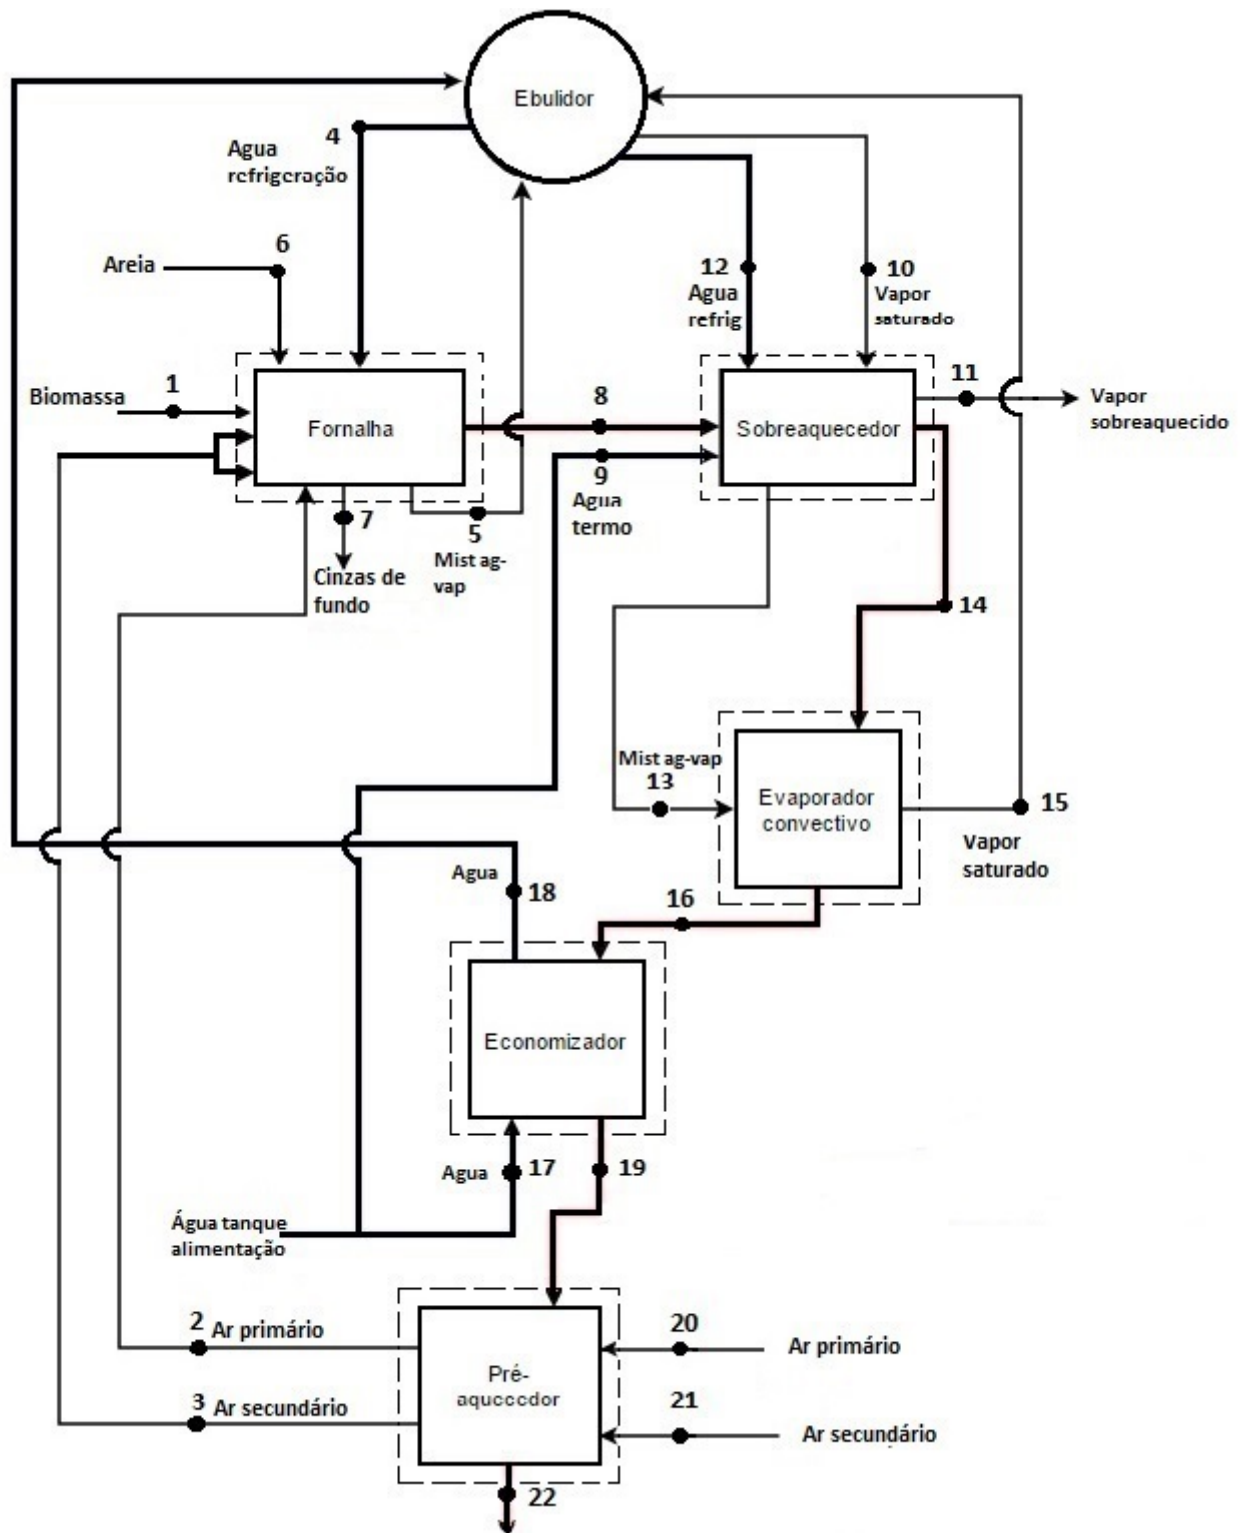 Ebulidor
4
Agua
refrigeração
6
Areia
12
Agua
refrig
10
Vapor
saturado
Biomassa
1
Fornalha
8
Sobreaquecedor
11
Vapor
sobreaquecido
9
Agua
termo
7
Cinzas de
fundo
5
Mist ag-
vap
14
Mist ag-vap
13
Evaporador
convectivo
15
Vapor
saturado
Agua
18
16
Economizador
Agua
17
19
Água tanque
alimentação
2
Ar primário
20
Ar primário
Pré-
aquecedor
3
Ar secundário
21
Ar secundário
22